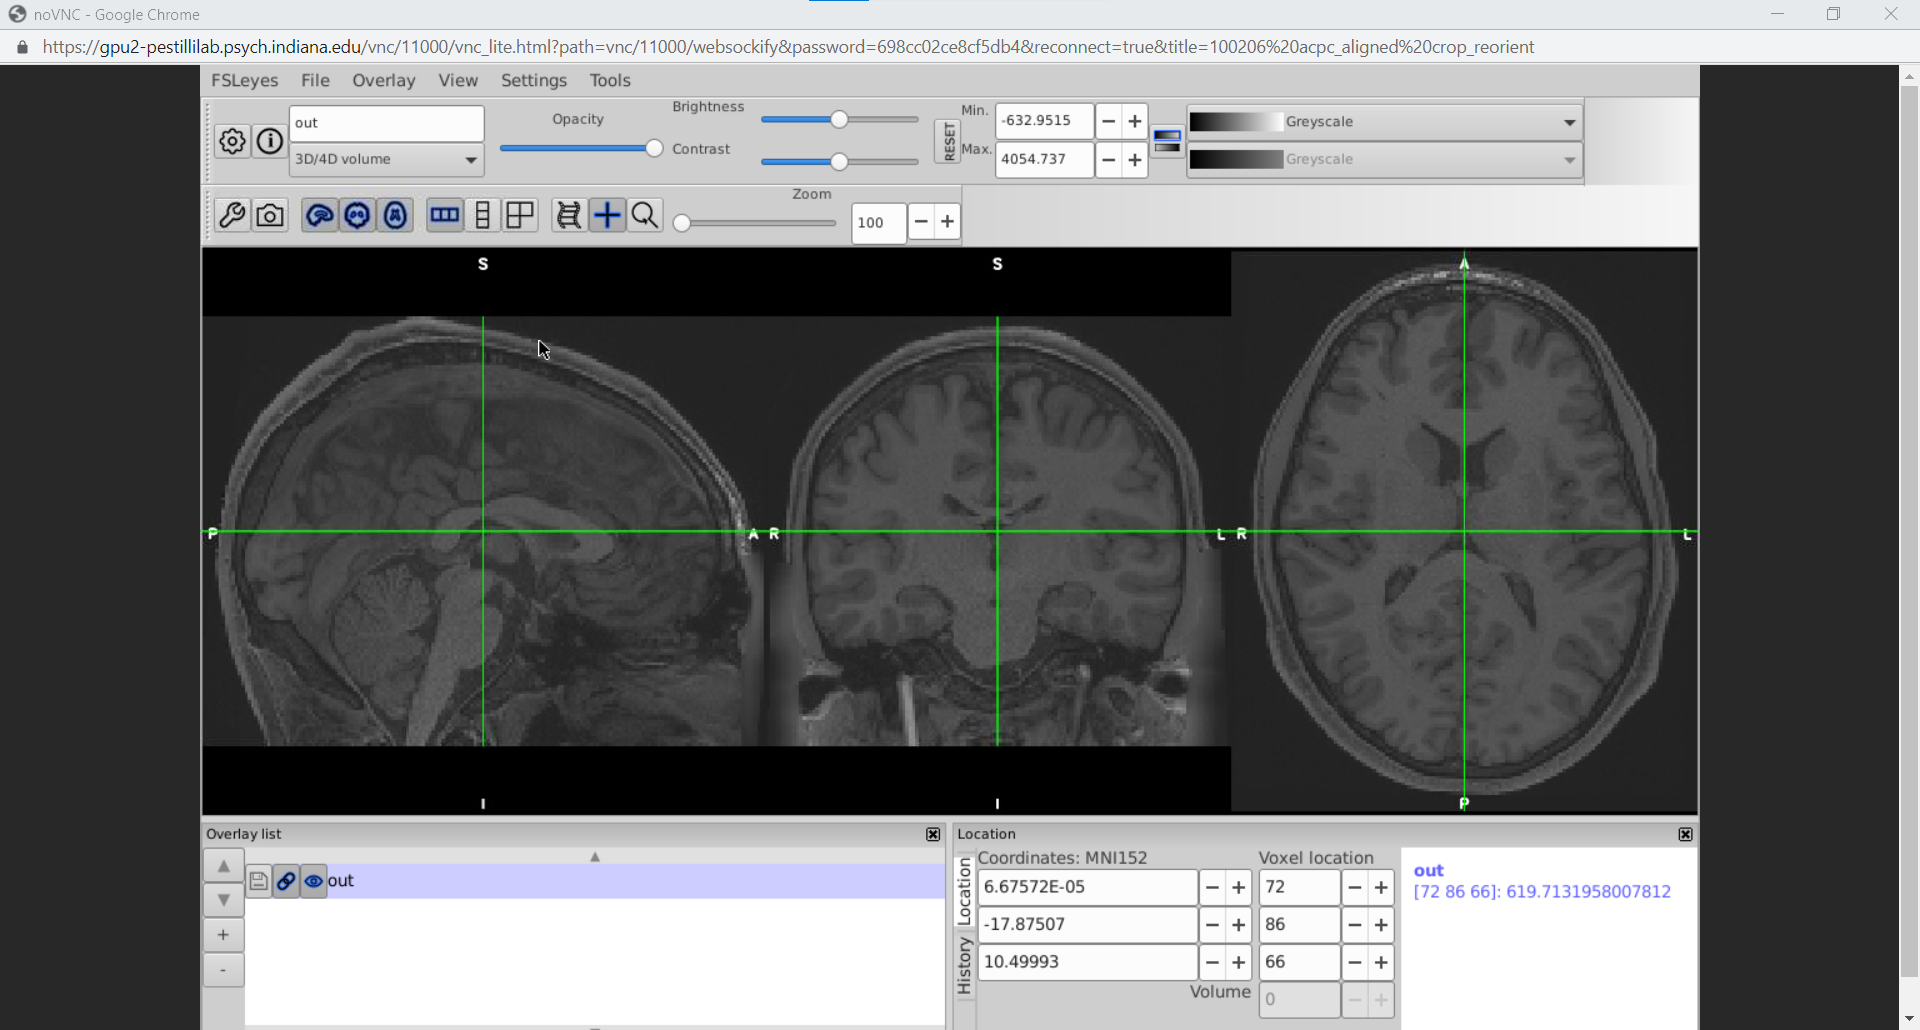 noVNC - Google Chrome
https://gpu2-pestillilab.psych.indiana.edu/vnc/11000/vnc_lite.html?path=vnc/11000/websockify&password=698cc02ce8cf5db4&reconnect=true&title=100206%20acpc_aligned%20crop_reorient
FSLeyes File Overlay View Settings Tools
out
3D/4D volume
Opacity
Brightness
Contrast
RESET
Min. -632.9515
Max. 4054.737
Greyscale
Greyscale
Zoom
100
S
S
A
P
A
R
L
R
L
I
I
P
Overlay list
out
Location
Location
History
Coordinates: MNI152
6.67572E-05
-17.87507
10.49993
Voxel location
72
86
66
Volume 0
out
[72 86 66]: 619.7131958007812